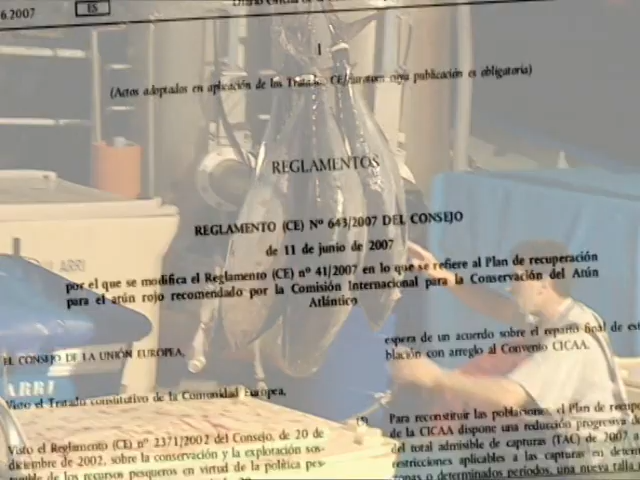 6.2007
ES
I
(Actos adoptados en aplicación de los Tratados CE/Euratom cuya publicación es obligatoria)
REGLAMENTOS
REGLAMENTO (CE) Nº 643/2007 DEL CONSEJO
de 11 de junio de 2007
por el que se modifica el Reglamento (CE) nº 41/2007 en lo que se refiere al Plan de recuperación
para el atún rojo recomendado por la Comisión Internacional para la Conservación del Atún
Atlántico
EL CONSEJO DE LA UNIÓN EUROPEA,
Visto el Tratado constitutivo de la Comunidad Europea,
Visto el Reglamento (CE) nº 2371/2002 del Consejo, de 20 de
diciembre de 2002, sobre la conservación y la explotación sos-
de los recursos pesqueros en virtud de la política pes-
espera de un acuerdo sobre el reparto final de est
blación con arreglo al Convenio CICAA.
(5) Para reconstituir las poblaciones, el Plan de recupe
de la CICAA dispone una reducción progresiva d
del total admisible de capturas (TAC) de 2007
restricciones aplicables a las capturas en determ
o determinados períodos, una nueva talla
ARRI
ARRI